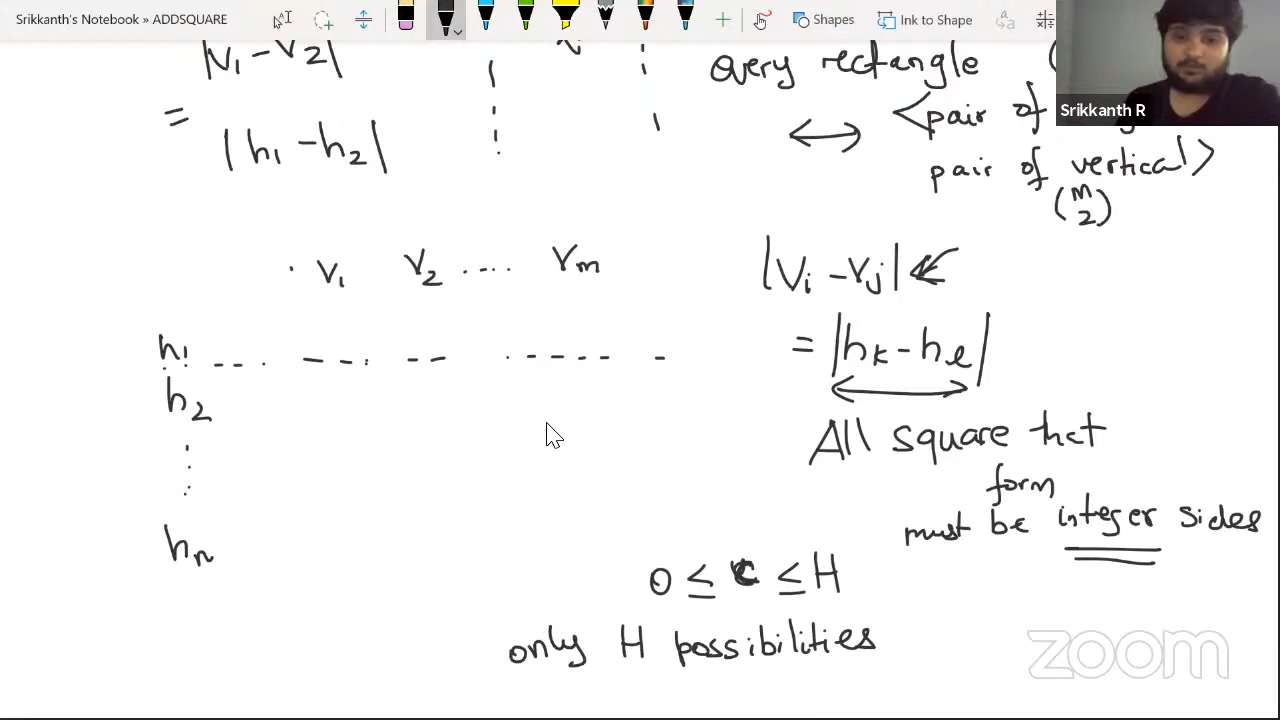 Srikkanth's Notebook » ADDSQUARE
Shapes
Ink to Shape
Srikkanth R
|V1 - V2|
=
|h1 - h2|
every rectangle
↔ <pair of
pair of vertical>
(m 2)
V1 V2 .... Vm
h1
h2
hn
|Vi - Vj|
= |hk - hl|
All square that
form
must be integer sides
0 ≤ c ≤ H
only H possibilities
zoom